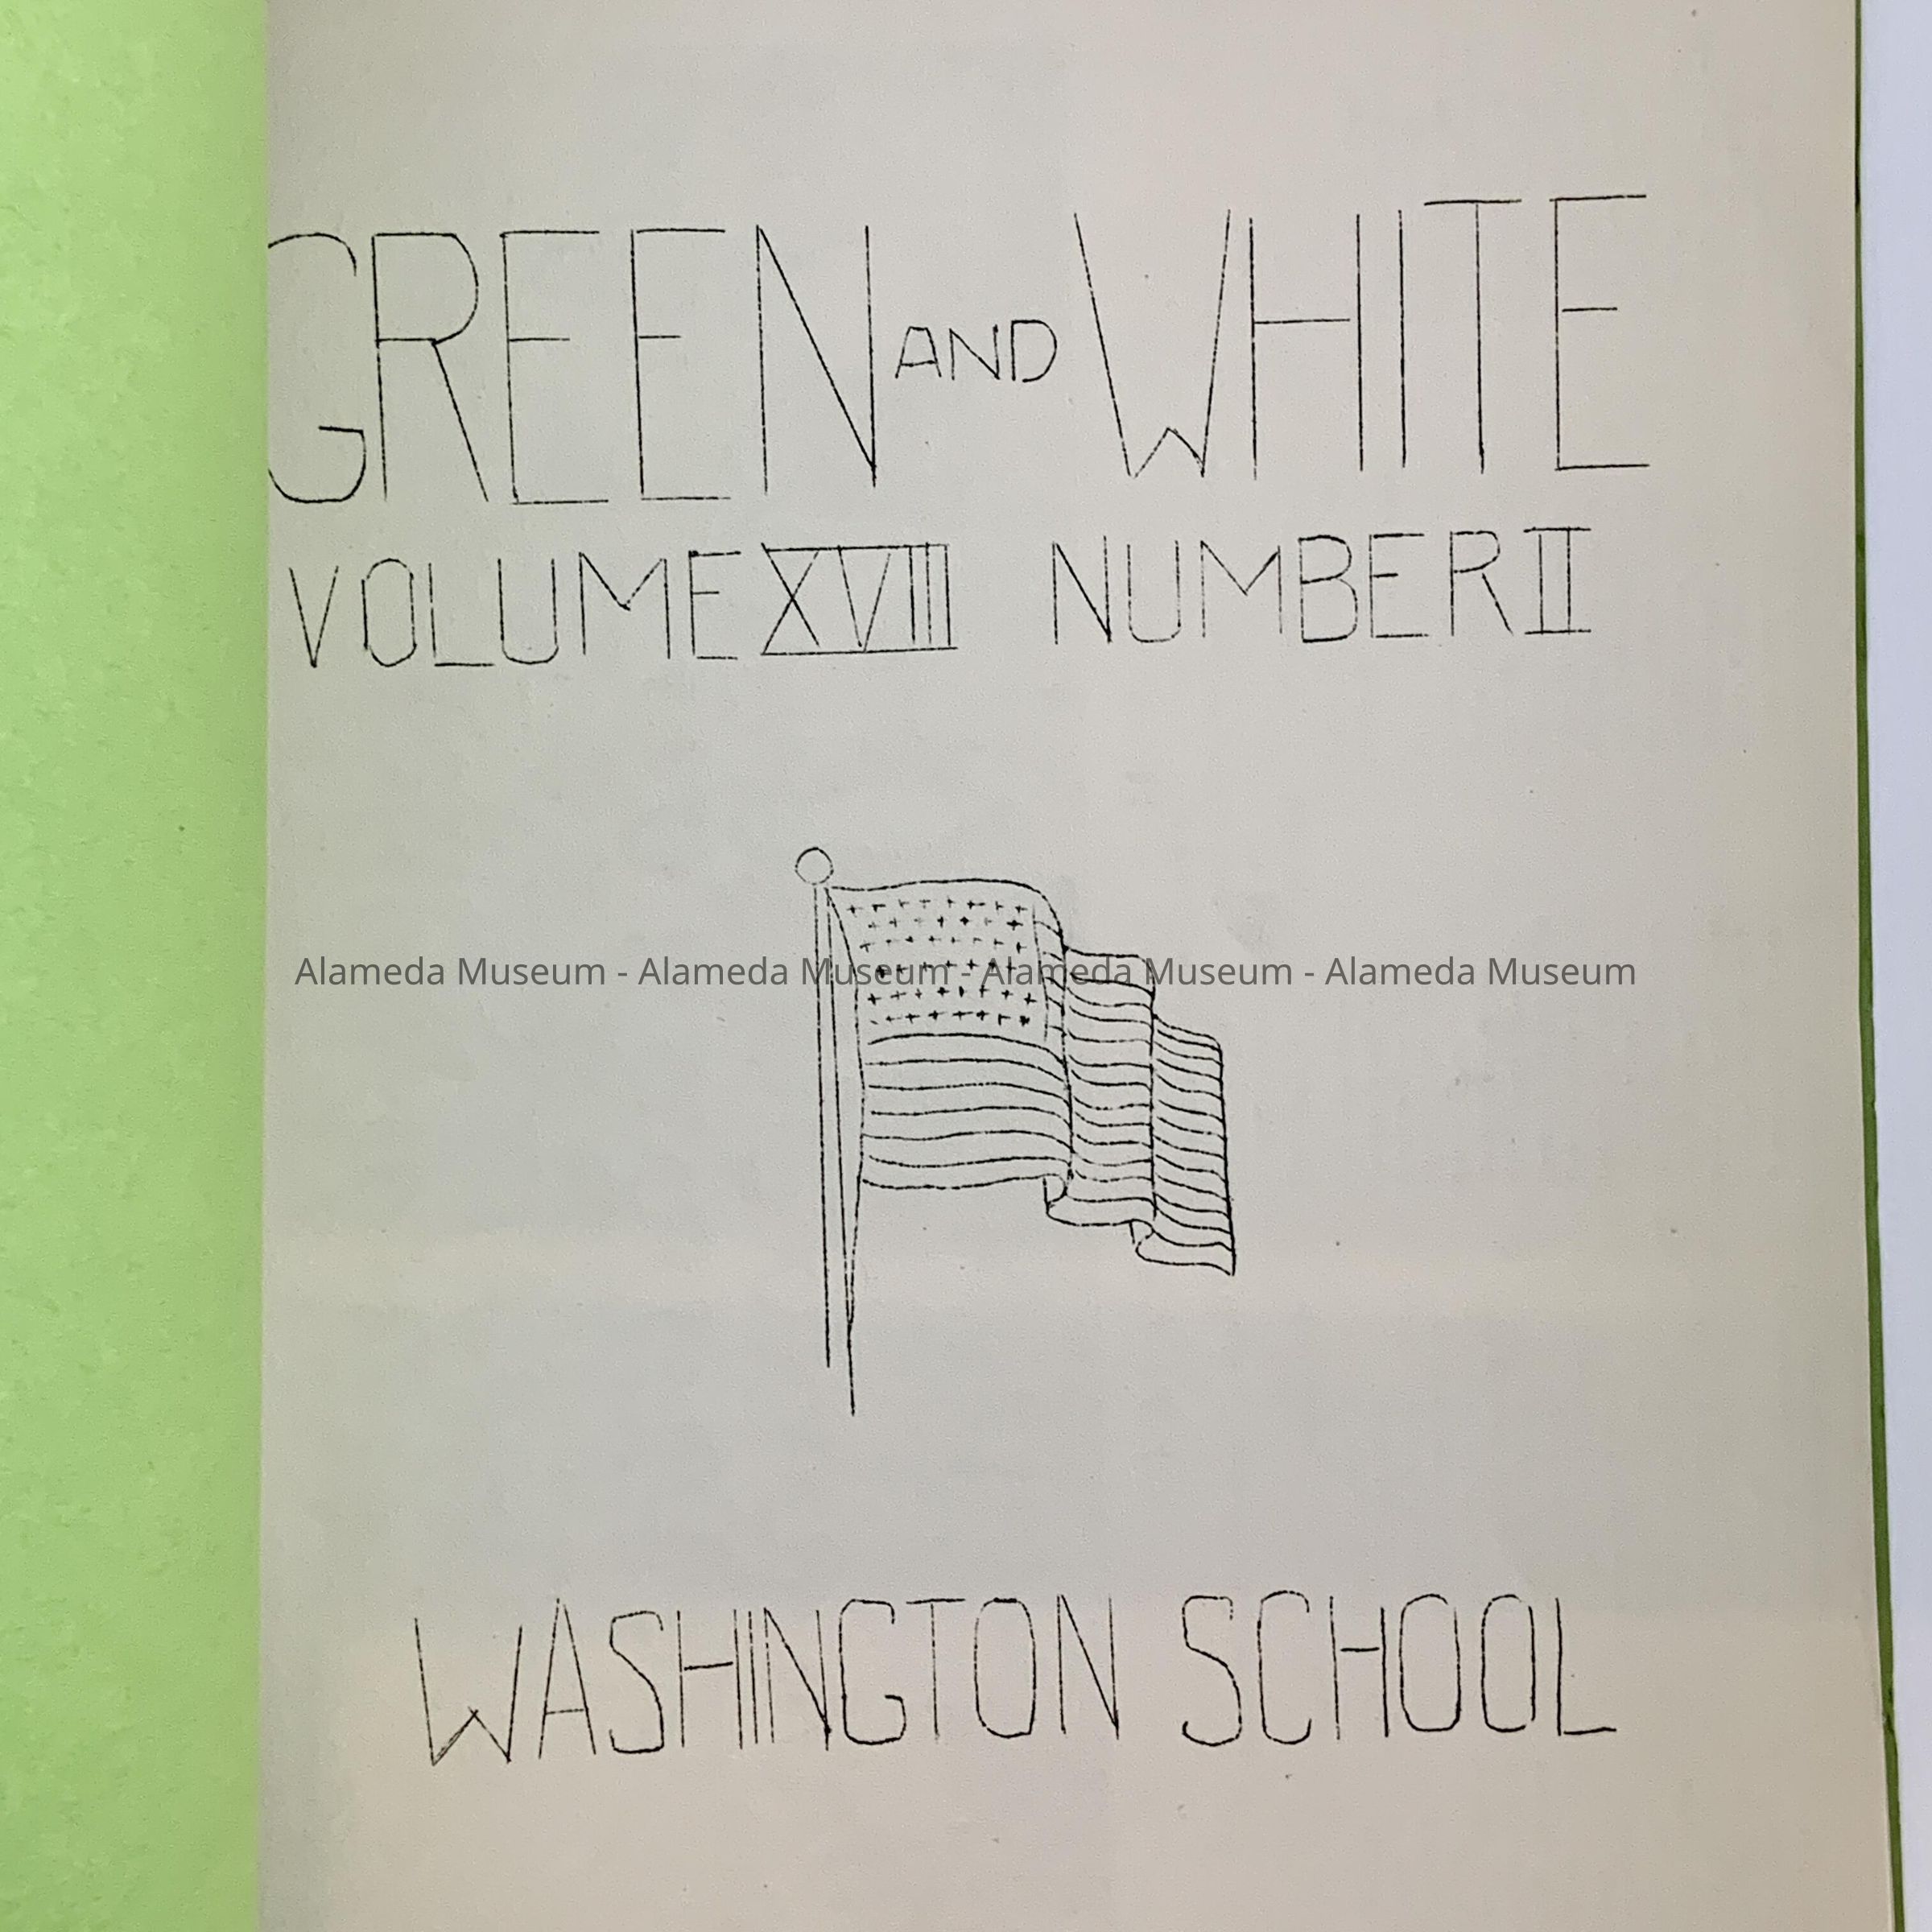 GREEN AND WHITE
VOLUME XVIII NUMBER II
Alameda Museum - Alameda Museum - Alameda Museum - Alameda Museum
WASHINGTON SCHOOL